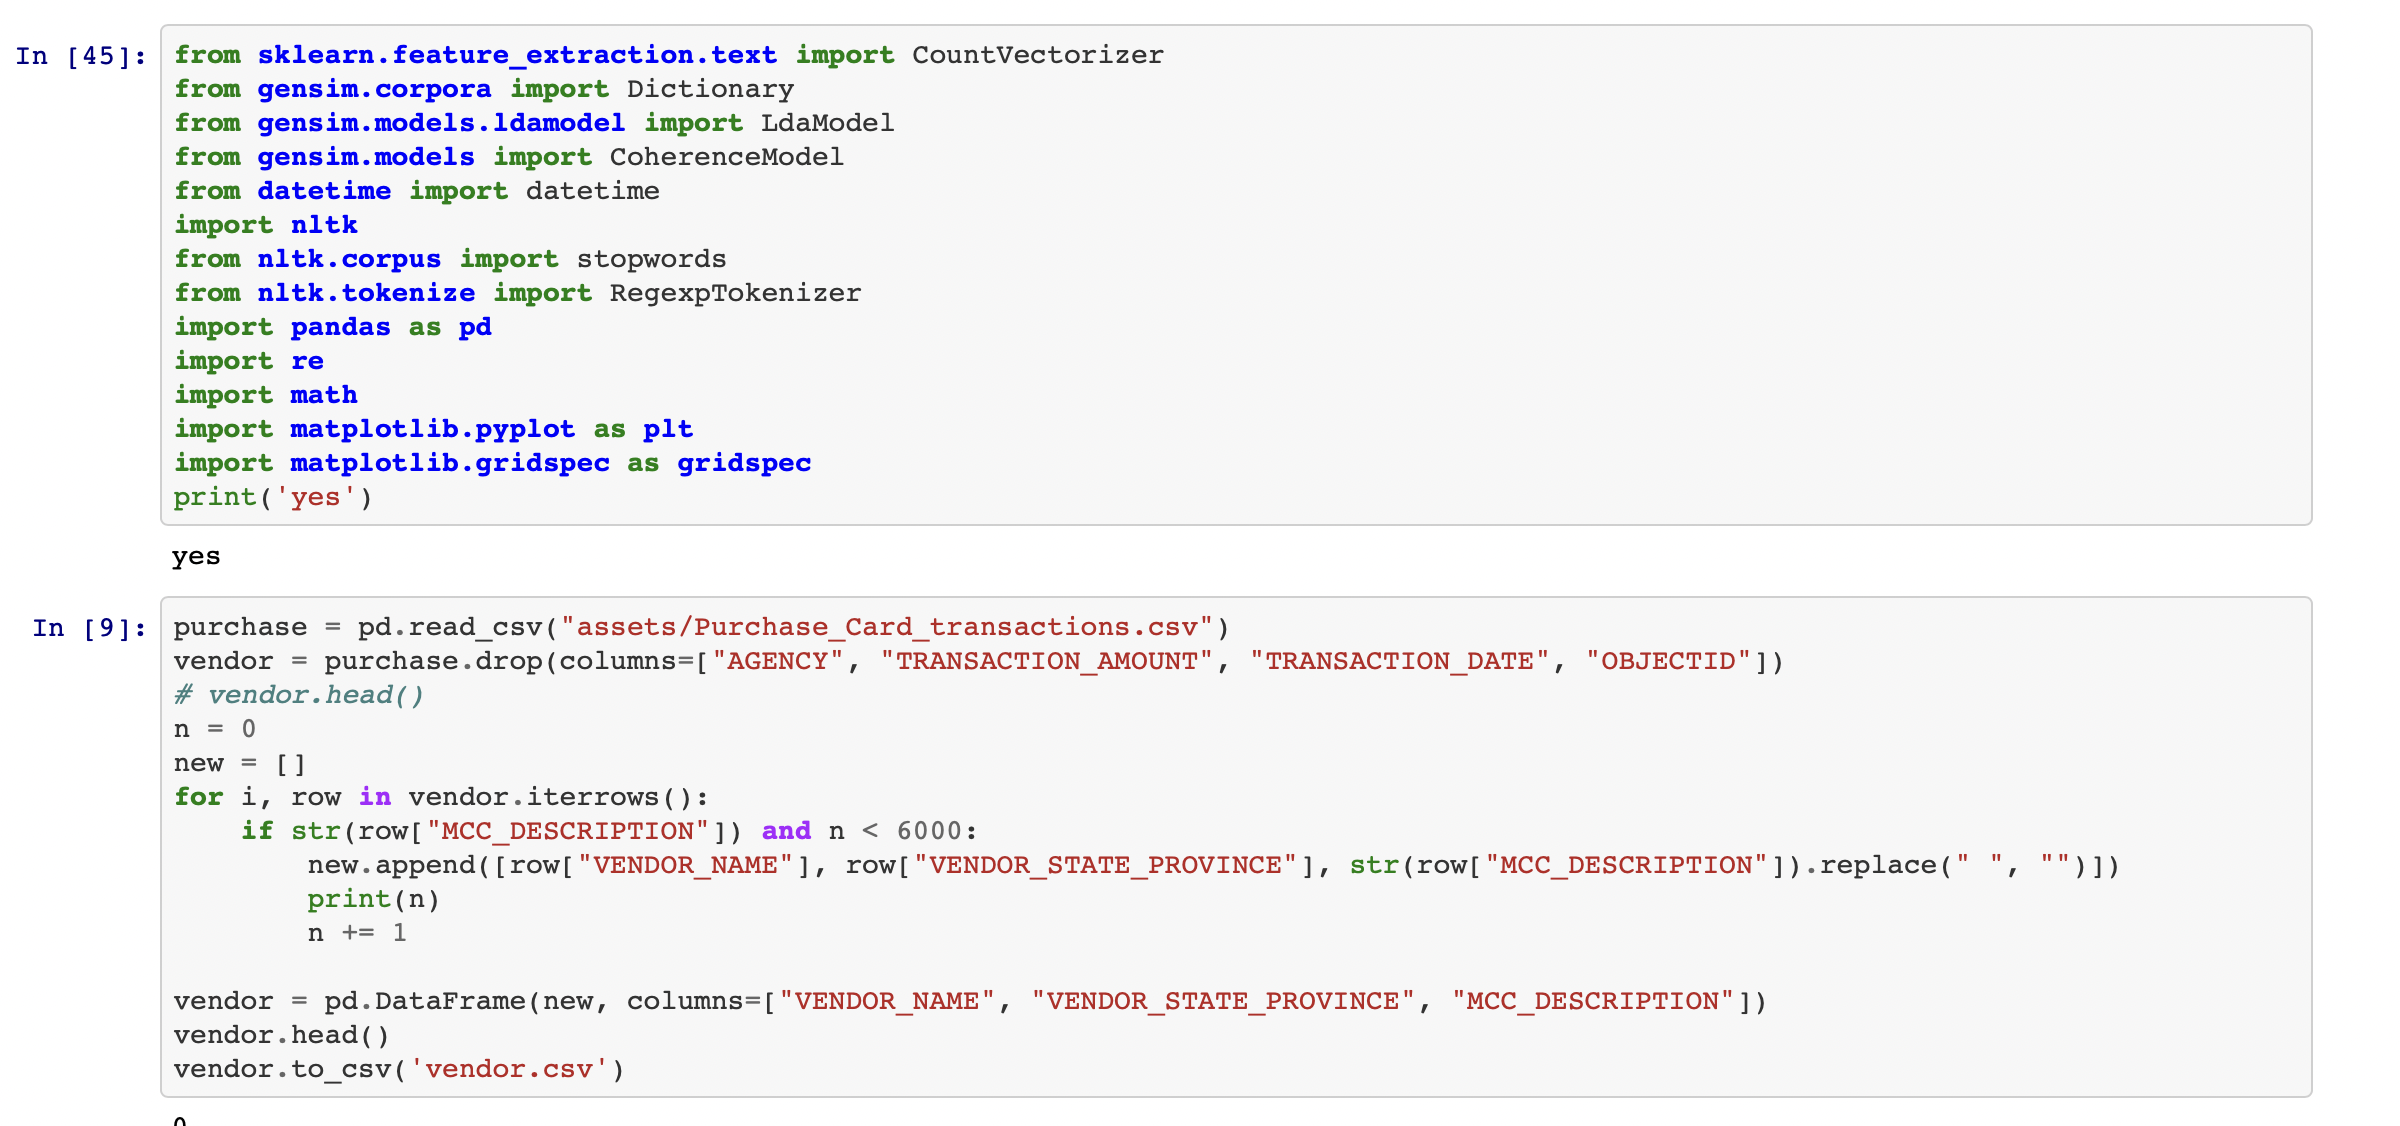 In [45]:
from sklearn.feature_extraction.text import CountVectorizer
from gensim.corpora import Dictionary
from gensim.models.ldamodel import LdaModel
from gensim.models import CoherenceModel
from datetime import datetime
import nltk
from nltk.corpus import stopwords
from nltk.tokenize import RegexpTokenizer
import pandas as pd
import re
import math
import matplotlib.pyplot as plt
import matplotlib.gridspec as gridspec
print('yes')
yes
In [9]:
purchase = pd.read_csv("assets/Purchase_Card_transactions.csv")
vendor = purchase.drop(columns=["AGENCY", "TRANSACTION_AMOUNT", "TRANSACTION_DATE", "OBJECTID"])
# vendor.head()
n = 0
new = []
for i, row in vendor.iterrows():
    if str(row["MCC_DESCRIPTION"]) and n < 6000:
        new.append([row["VENDOR_NAME"], row["VENDOR_STATE_PROVINCE"], str(row["MCC_DESCRIPTION"]).replace(" ", "")])
        print(n)
        n += 1
vendor = pd.DataFrame(new, columns=["VENDOR_NAME", "VENDOR_STATE_PROVINCE", "MCC_DESCRIPTION"])
vendor.head()
vendor.to_csv('vendor.csv')